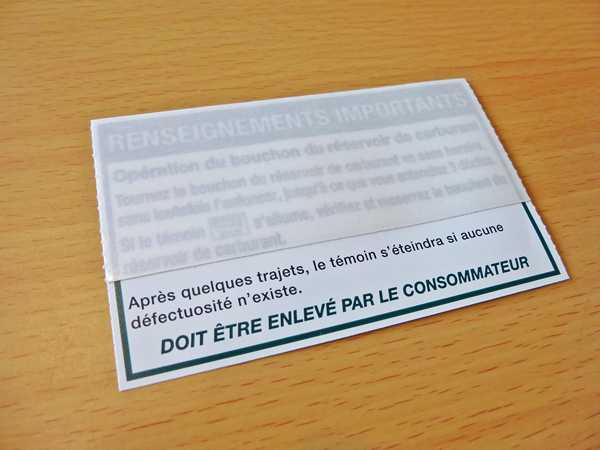 RENSEIGNEMENTS IMPORTANTS
Opération du bouchon du réservoir de carburant
Tournez le bouchon du réservoir de carburant en sens horaire,
sans toutefois l'enfoncer, jusqu'à ce que vous entendiez 3 déclics.
Si le témoin s'allume, vérifiez et resserrez le bouchon du
réservoir de carburant.
Après quelques trajets, le témoin s'éteindra si aucune
défectuosité n'existe.
DOIT ÊTRE ENLEVÉ PAR LE CONSOMMATEUR